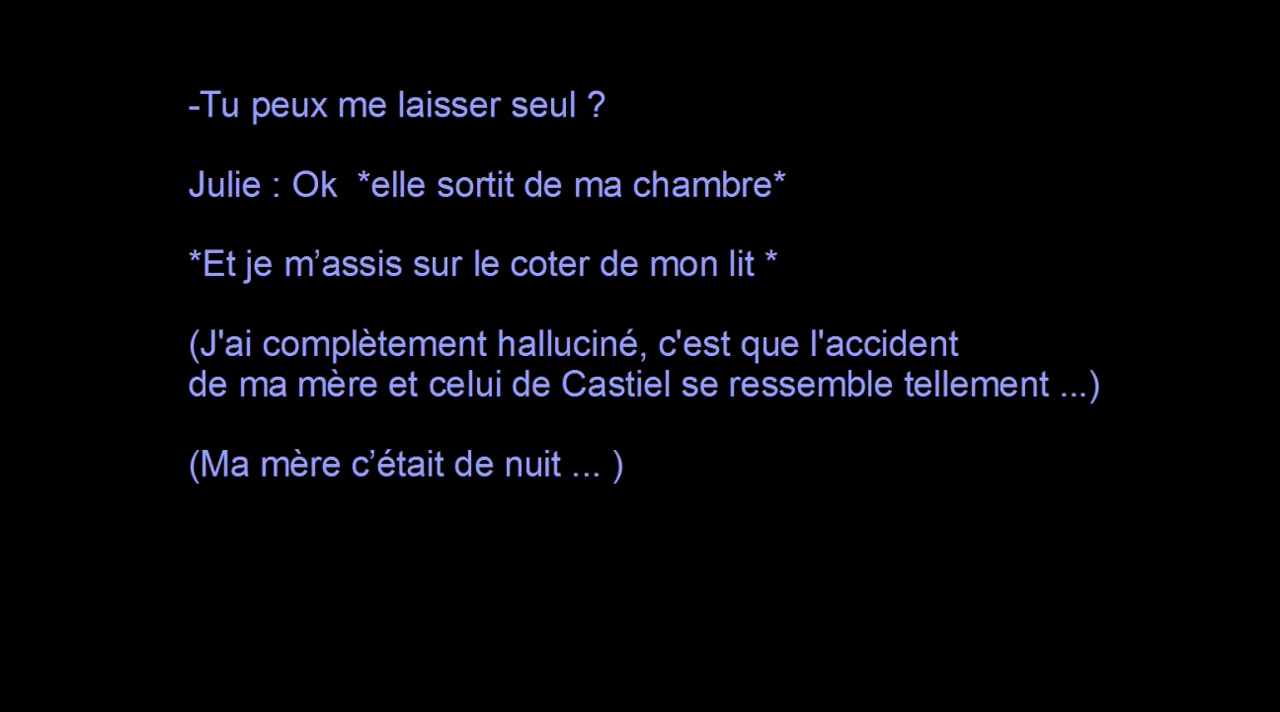 -Tu peux me laisser seul ?
Julie : Ok  *elle sortit de ma chambre*
*Et je m’assis sur le coter de mon lit *
(J'ai complètement halluciné, c'est que l'accident
de ma mère et celui de Castiel se ressemble tellement ...)
(Ma mère c’était de nuit ... )